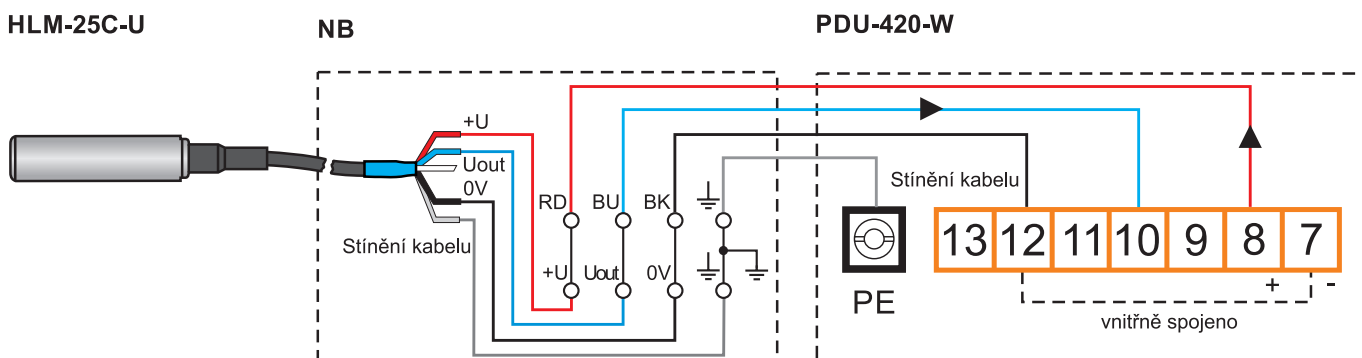 HLM-25C-U
NB
PDU-420-W
+U
Uout
0V
Stínění kabelu
RD BU BK
+U Uout 0V
Stínění kabelu
13 12 11 10 9 8 7
PE
+ -
vnitřně spojeno